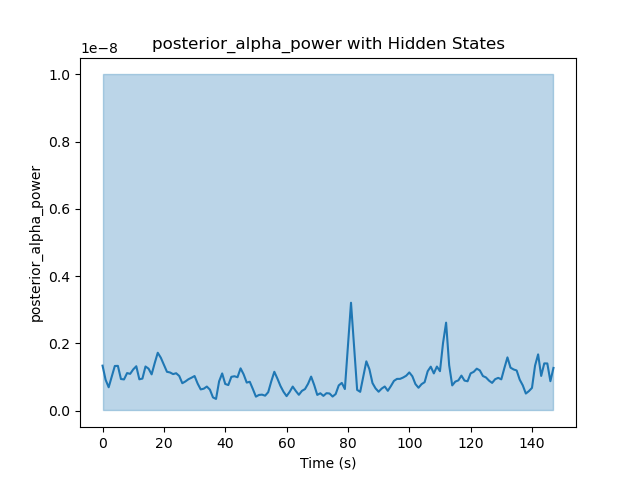 posterior_alpha_power with Hidden States
1e−8
1.0
0.8
0.6
0.4
0.2
0.0
posterior_alpha_power
0 20 40 60 80 100 120 140
Time (s)